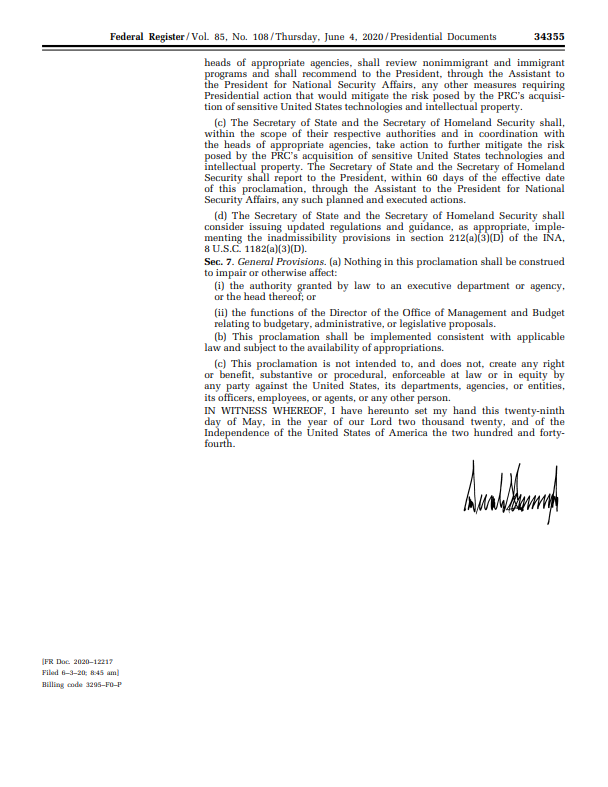 Federal Register / Vol. 85, No. 108 / Thursday, June 4, 2020 / Presidential Documents 34355
heads of appropriate agencies, shall review nonimmigrant and immigrant
programs and shall recommend to the President, through the Assistant to
the President for National Security Affairs, any other measures requiring
Presidential action that would mitigate the risk posed by the PRC's acquisi-
tion of sensitive United States technologies and intellectual property.
(c) The Secretary of State and the Secretary of Homeland Security shall,
within the scope of their respective authorities and in coordination with
the heads of appropriate agencies, take action to further mitigate the risk
posed by the PRC's acquisition of sensitive United States technologies and
intellectual property. The Secretary of State and the Secretary of Homeland
Security shall report to the President, within 60 days of the effective date
of this proclamation, through the Assistant to the President for National
Security Affairs, any such planned and executed actions.
(d) The Secretary of State and the Secretary of Homeland Security shall
consider issuing updated regulations and guidance, as appropriate, imple-
menting the inadmissibility provisions in section 212(a)(3)(D) of the INA,
8 U.S.C. 1182(a)(3)(D).
Sec. 7. General Provisions. (a) Nothing in this proclamation shall be construed
to impair or otherwise affect:
(i) the authority granted by law to an executive department or agency,
or the head thereof; or
(ii) the functions of the Director of the Office of Management and Budget
relating to budgetary, administrative, or legislative proposals.
(b) This proclamation shall be implemented consistent with applicable
law and subject to the availability of appropriations.
(c) This proclamation is not intended to, and does not, create any right
or benefit, substantive or procedural, enforceable at law or in equity by
any party against the United States, its departments, agencies, or entities,
its officers, employees, or agents, or any other person.
IN WITNESS WHEREOF, I have hereunto set my hand this twenty-ninth
day of May, in the year of our Lord two thousand twenty, and of the
Independence of the United States of America the two hundred and forty-
fourth.
[FR Doc. 2020–12217
Filed 6–3–20; 8:45 am]
Billing code 3295–F0–P